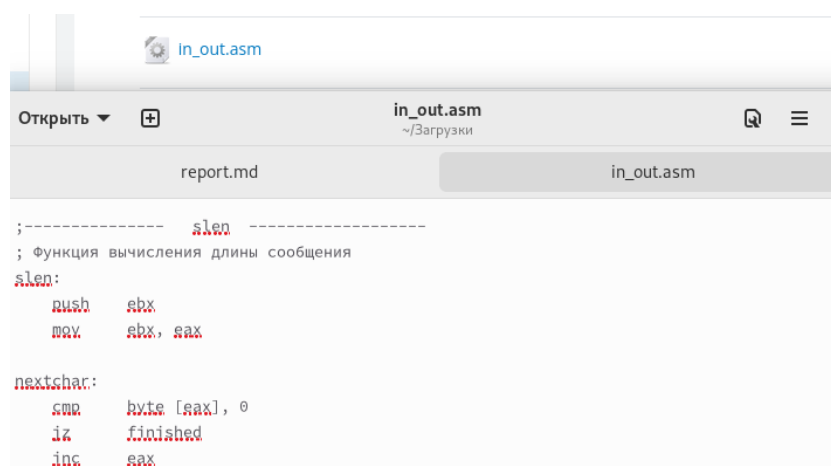 in_out.asm
Открыть
in_out.asm
~/Загрузки
report.md in_out.asm
;--------------- slen -------------------
; Функция вычисления длины сообщения
slen:
push ebx
mov ebx, eax
nextchar:
cmp byte [eax], 0
jz finished
inc eax